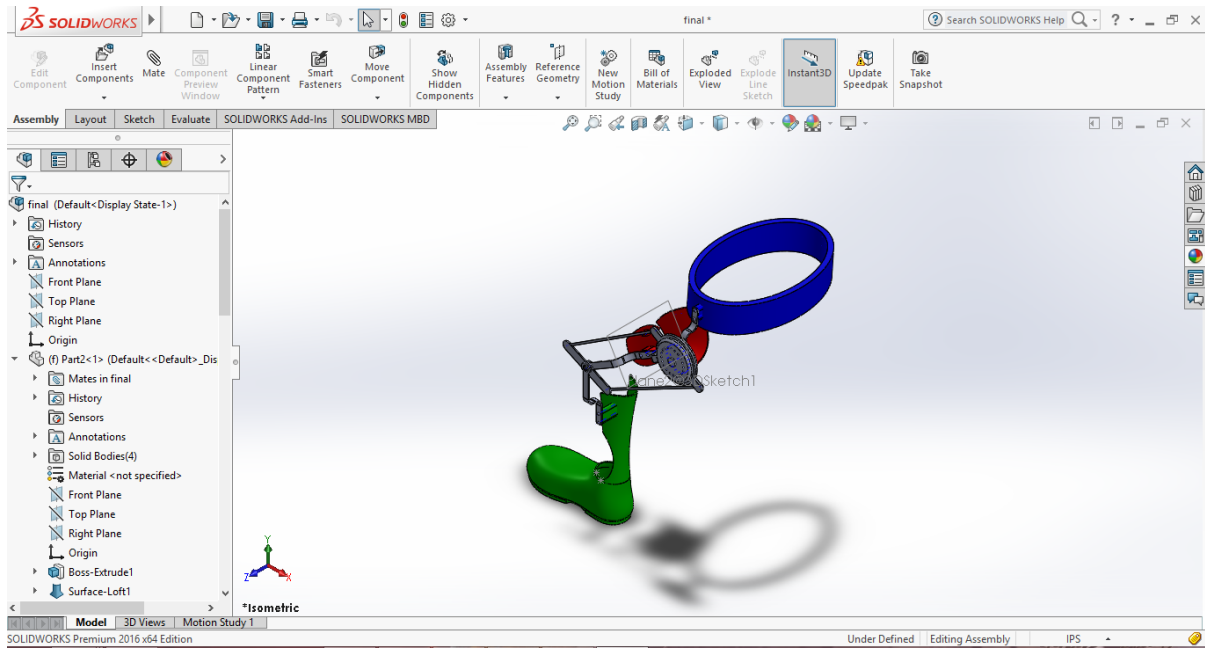 SOLIDWORKS
final *
Search SOLIDWORKS Help
?
Edit Component
Insert Components
Mate
Component Preview Window
Linear Component Pattern
Smart Fasteners
Move Component
Show Hidden Components
Assembly Features
Reference Geometry
New Motion Study
Bill of Materials
Exploded View
Explode Line Sketch
Instant3D
Update Speedpak
Take Snapshot
Assembly
Layout
Sketch
Evaluate
SOLIDWORKS Add-Ins
SOLIDWORKS MBD
final (Default<Display State-1>)
History
Sensors
Annotations
Front Plane
Top Plane
Right Plane
Origin
(f) Part2<1> (Default<<Default>_Dis
Mates in final
History
Sensors
Annotations
Solid Bodies(4)
Material <not specified>
Front Plane
Top Plane
Right Plane
Origin
Boss-Extrude1
Surface-Loft1
Y
Z
X
*Isometric
Model
3D Views
Motion Study 1
SOLIDWORKS Premium 2016 x64 Edition
Under Defined
Editing Assembly
IPS